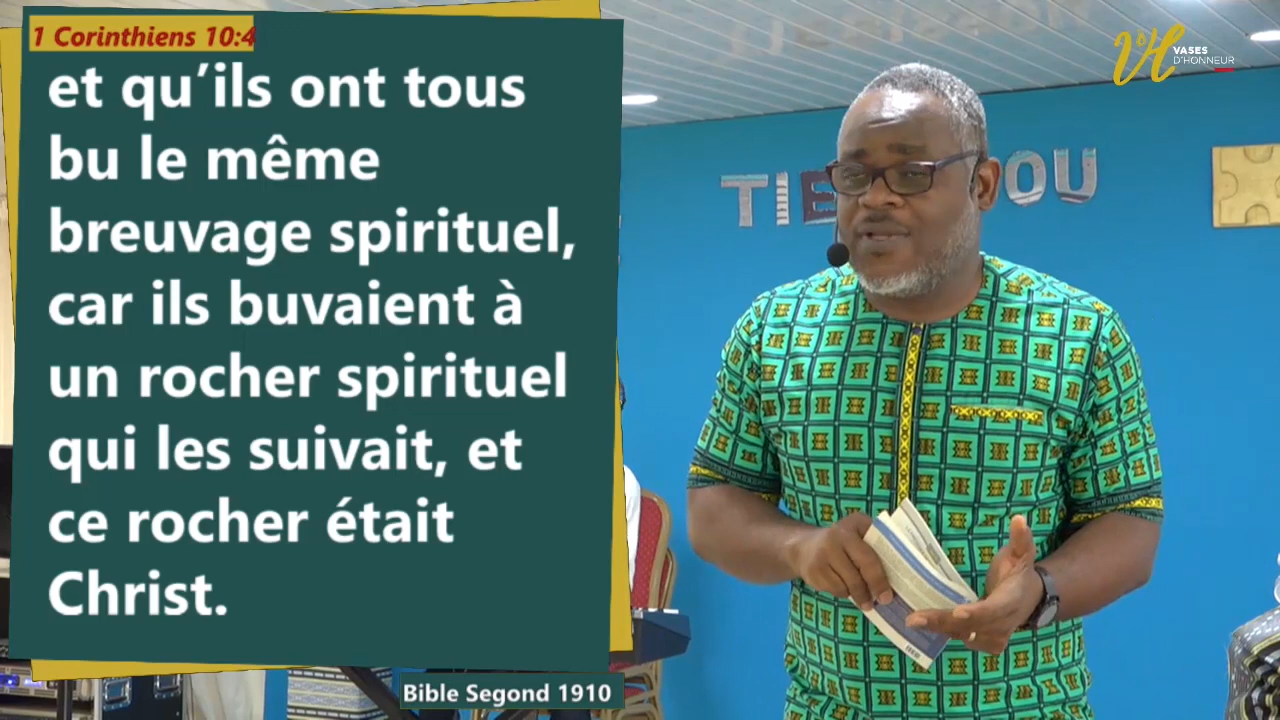 1 Corinthiens 10:4
et qu’ils ont tous
bu le même
breuvage spirituel,
car ils buvaient à
un rocher spirituel
qui les suivait, et
ce rocher était
Christ.
Bible Segond 1910
VH
VASES
D'HONNEUR